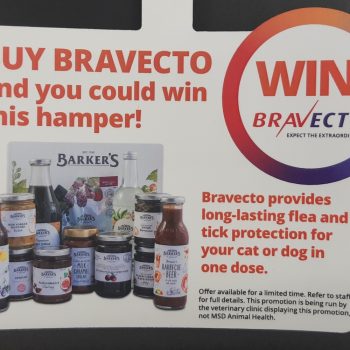 UY BRAVECTO
nd you could win
his hamper!
WIN
BRAVECT
EXPECT THE EXTRAORDI
BARKER'S
Bravecto provides
long-lasting flea and
tick protection for
your cat or dog in
one dose.
Offer available for a limited time. Refer to staff
for full details. This promotion is being run by
the veterinary clinic displaying this promotion,
not MSD Animal Health.